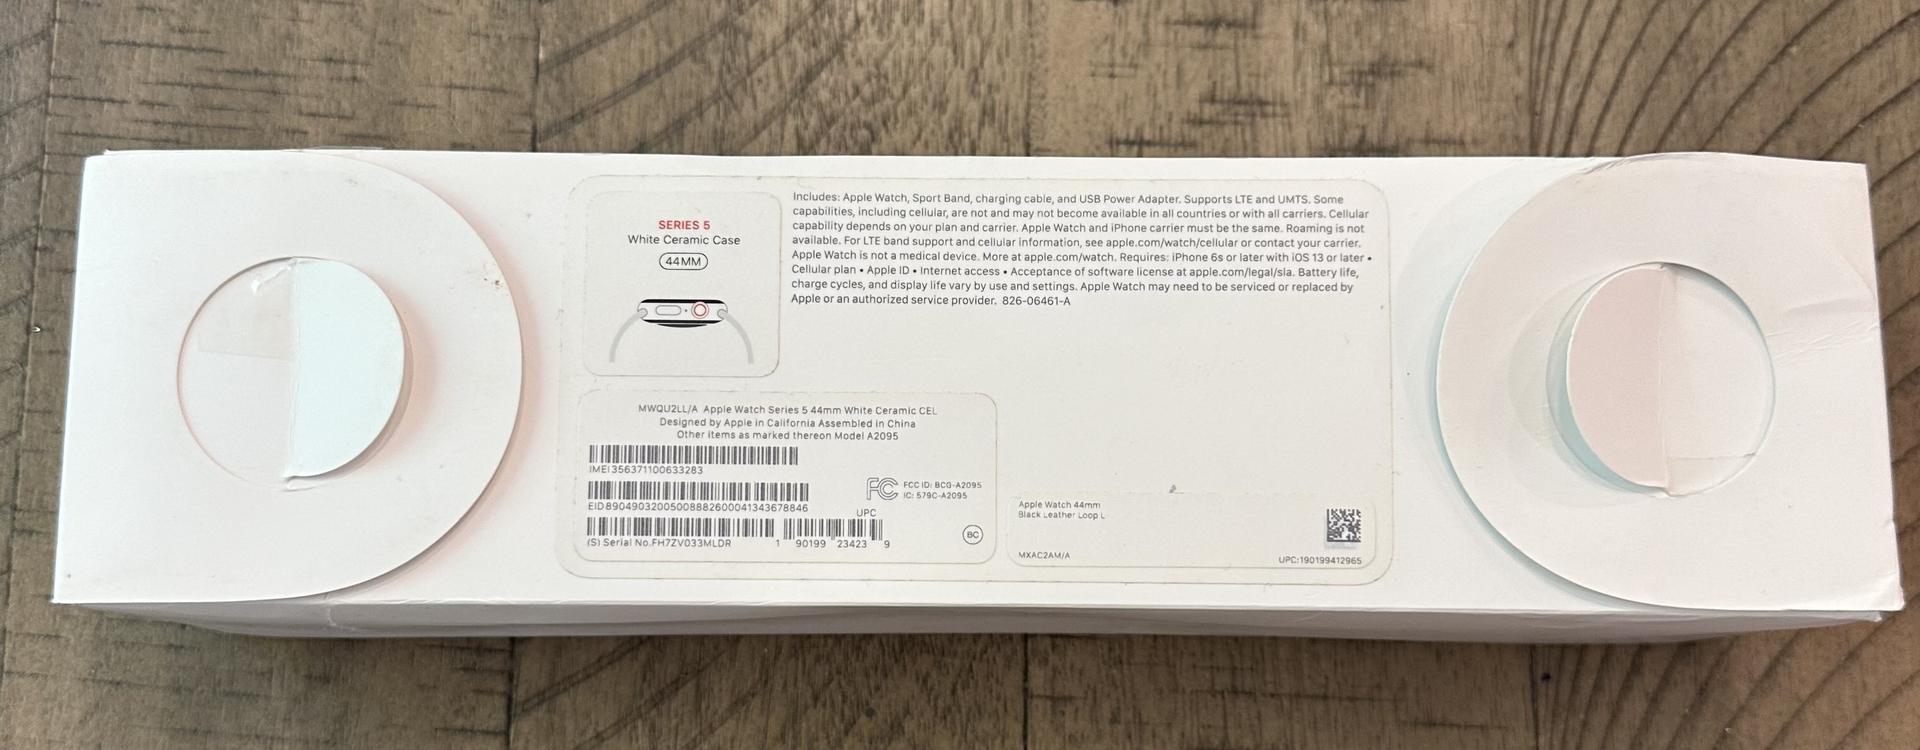 SERIES 5
White Ceramic Case
44MM
Includes: Apple Watch, Sport Band, charging cable, and USB Power Adapter. Supports LTE and UMTS. Some
capabilities, including cellular, are not and may not become available in all countries or with all carriers. Cellular
capability depends on your plan and carrier. Apple Watch and iPhone carrier must be the same. Roaming is not
available. For LTE band support and cellular information, see apple.com/watch/cellular or contact your carrier.
Apple Watch is not a medical device. More at apple.com/watch. Requires: iPhone 6s or later with iOS 13 or later •
Cellular plan • Apple ID • Internet access • Acceptance of software license at apple.com/legal/sla. Battery life,
charge cycles, and display life vary by use and settings. Apple Watch may need to be serviced or replaced by
Apple or an authorized service provider. 826-06461-A
MWQU2LL/A Apple Watch Series 5 44mm White Ceramic CEL
Designed by Apple in California Assembled in China
Other items as marked thereon Model A2095
IMEI 356371100633283
FC FCC ID: BCG-A2095
IC: 579C-A2095
EID 89049032005008882600041343678846
UPC
(S) Serial No. FH7ZV033MLDR
1 90199 23423 9
BC
Apple Watch 44mm
Black Leather Loop L
MXAC2AM/A
UPC:190199412965